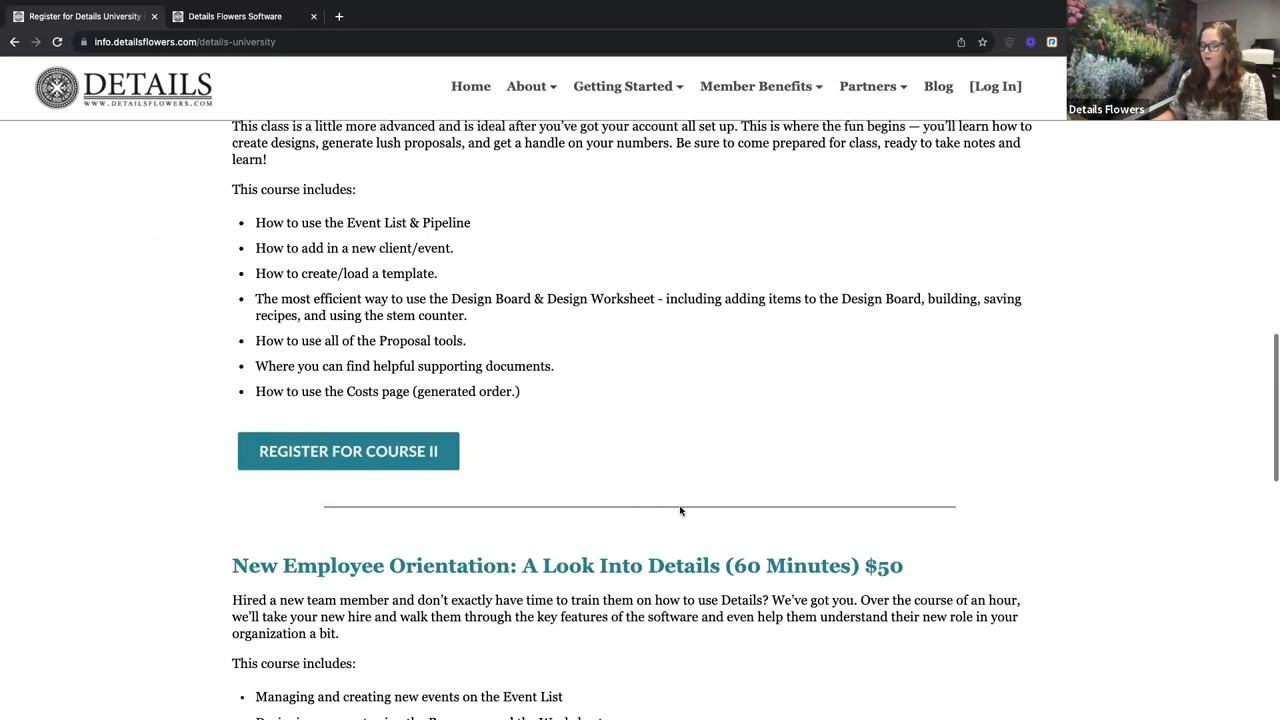 Register for Details University
Details Flowers Software
info.detailsflowers.com/details-university
DETAILS
WWW.DETAILSFLOWERS.COM
Home About Getting Started Member Benefits Partners Blog [Log In]
Details Flowers
This class is a little more advanced and is ideal after you've got your account all set up. This is where the fun begins — you'll learn how to
create designs, generate lush proposals, and get a handle on your numbers. Be sure to come prepared for class, ready to take notes and
learn!
This course includes:
• How to use the Event List & Pipeline
• How to add in a new client/event.
• How to create/load a template.
• The most efficient way to use the Design Board & Design Worksheet - including adding items to the Design Board, building, saving
recipes, and using the stem counter.
• How to use all of the Proposal tools.
• Where you can find helpful supporting documents.
• How to use the Costs page (generated order.)
REGISTER FOR COURSE II
New Employee Orientation: A Look Into Details (60 Minutes) $50
Hired a new team member and don't exactly have time to train them on how to use Details? We've got you. Over the course of an hour,
we'll take your new hire and walk them through the key features of the software and even help them understand their new role in your
organization a bit.
This course includes:
• Managing and creating new events on the Event List